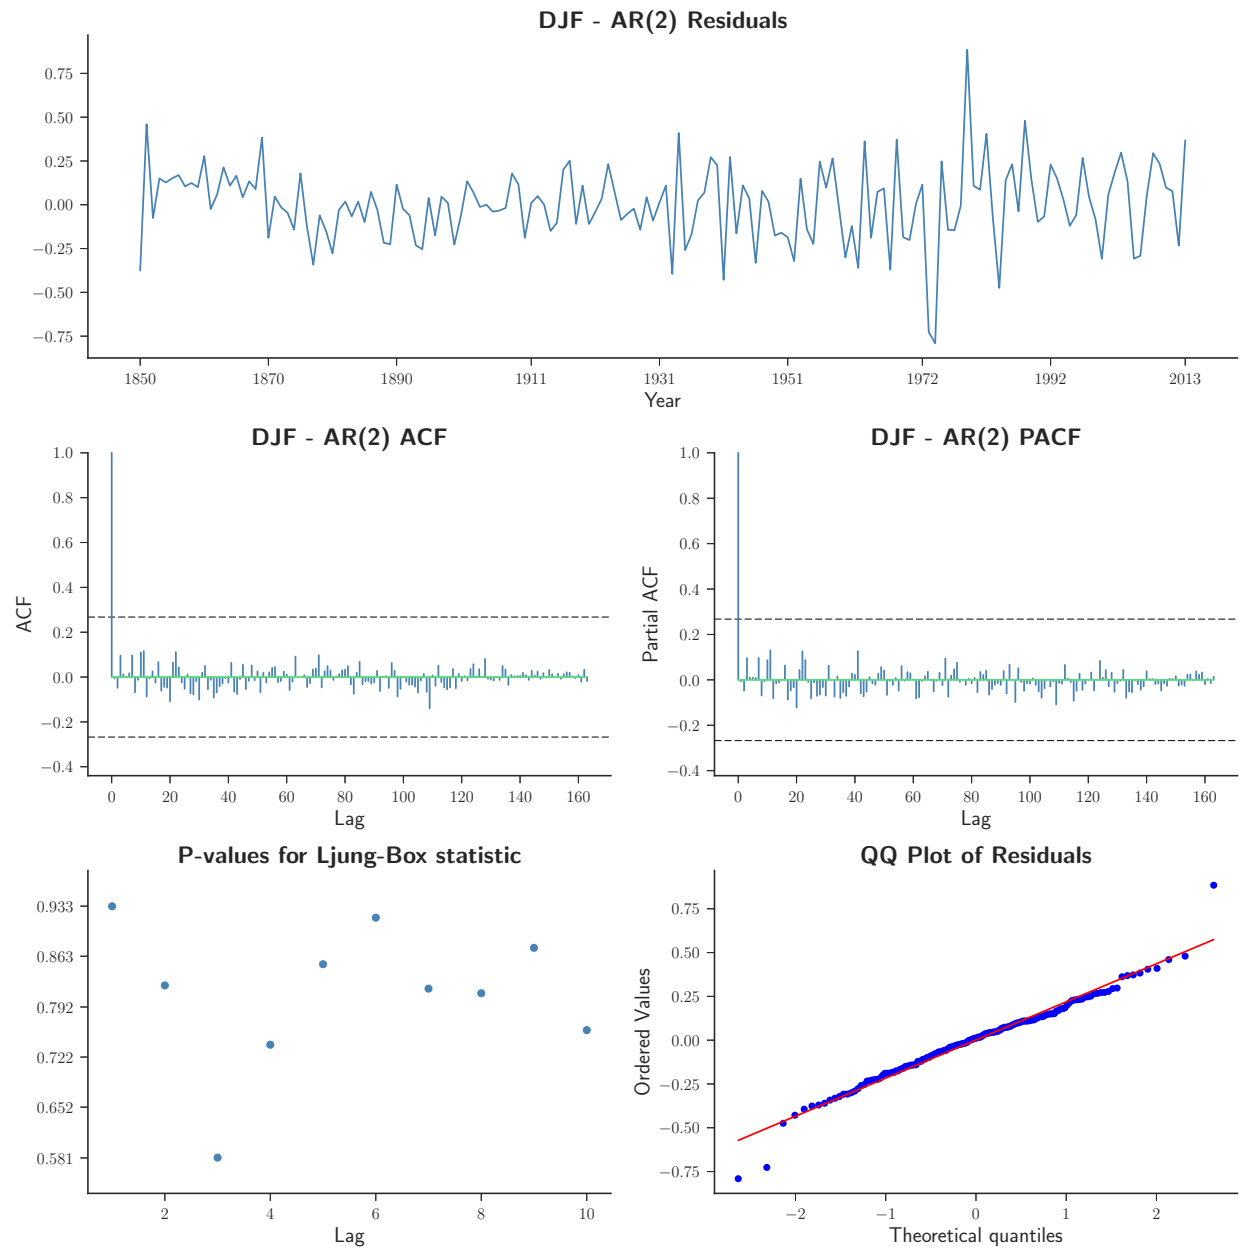 DJF - AR(2) Residuals
0.75
0.50
0.25
0.00
−0.25
−0.50
−0.75
1850 1870 1890 1911 1931 1951 1972 1992 2013
Year
DJF - AR(2) ACF
1.0
0.8
0.6
0.4
0.2
0.0
−0.2
−0.4
ACF
0 20 40 60 80 100 120 140 160
Lag
DJF - AR(2) PACF
1.0
0.8
0.6
0.4
0.2
0.0
−0.2
−0.4
Partial ACF
0 20 40 60 80 100 120 140 160
Lag
P-values for Ljung-Box statistic
0.933
0.863
0.792
0.722
0.652
0.581
2 4 6 8 10
Lag
QQ Plot of Residuals
0.75
0.50
0.25
0.00
−0.25
−0.50
−0.75
Ordered Values
−2 −1 0 1 2
Theoretical quantiles